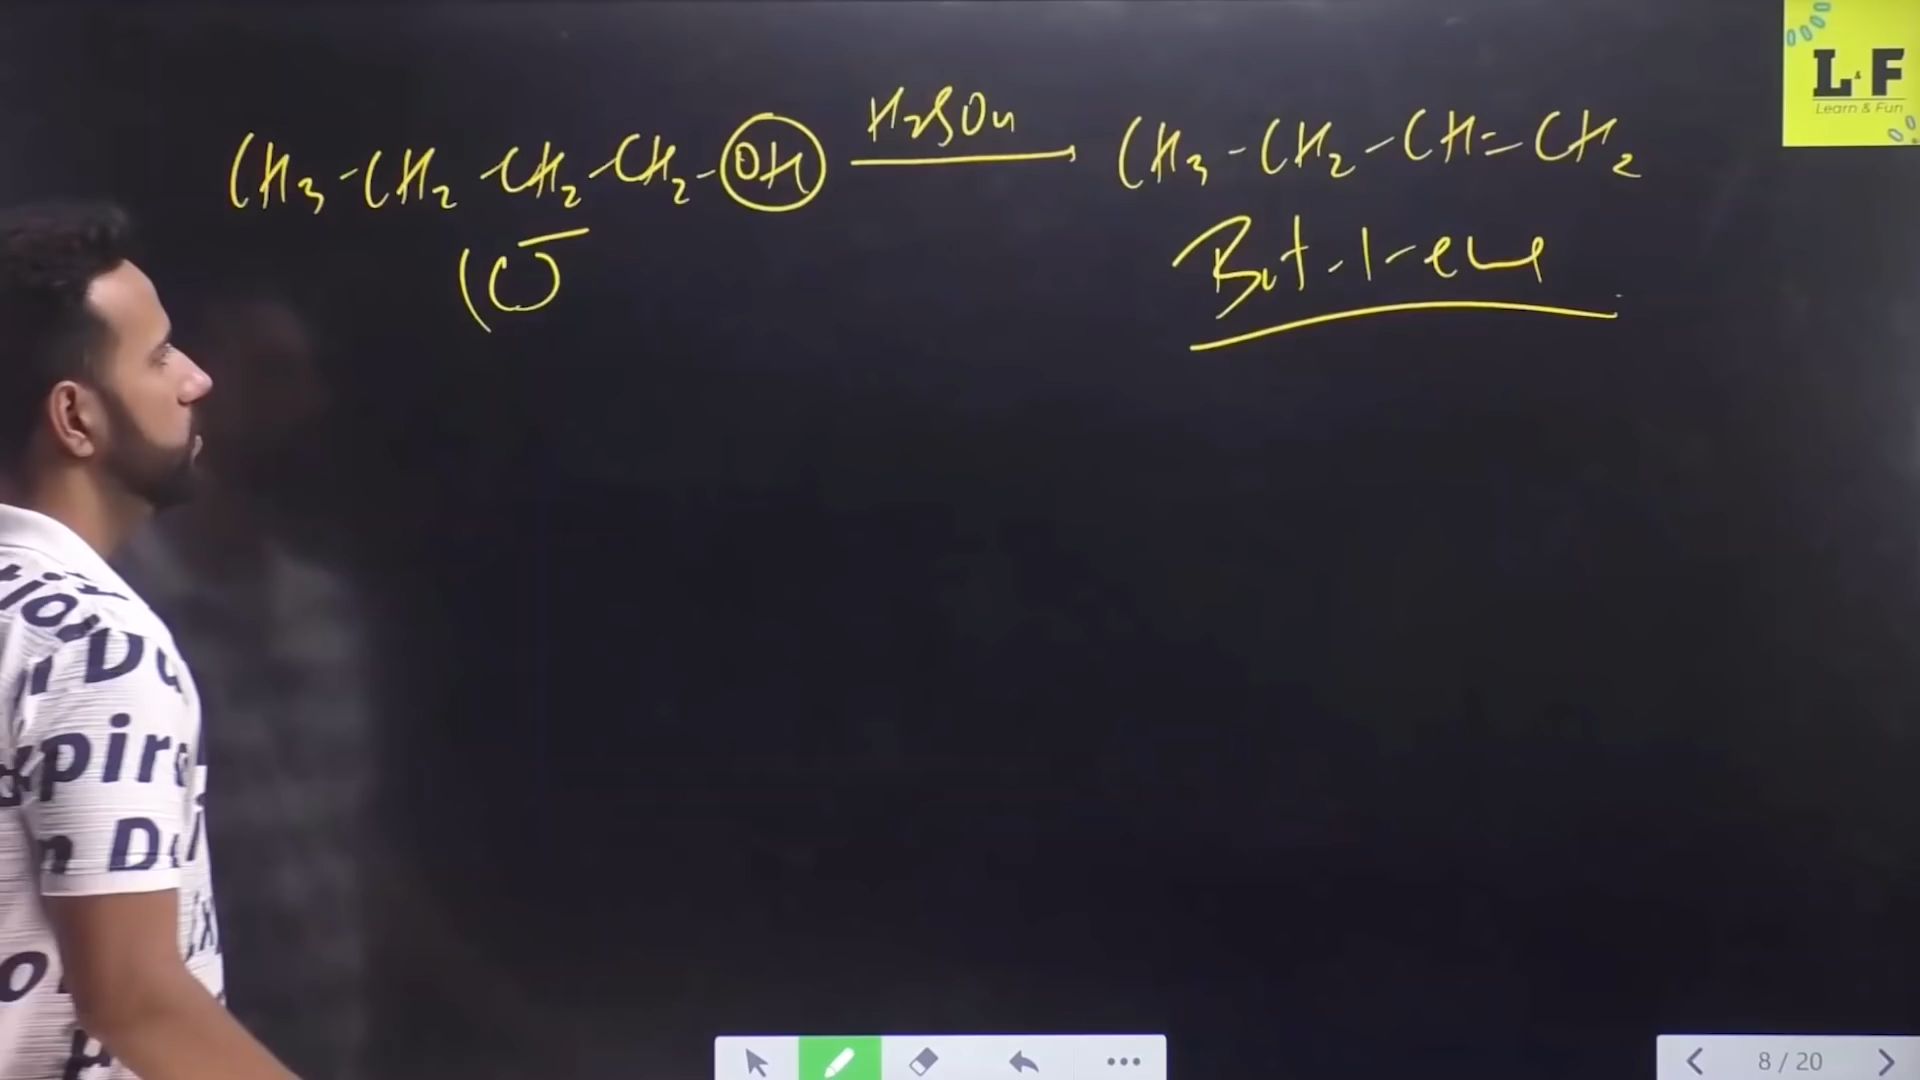 CH3-CH2-CH2-CH2-OH H2SO4 CH3-CH2-CH=CH2
But-1-ene
L&F
Learn & Fun
8 / 20